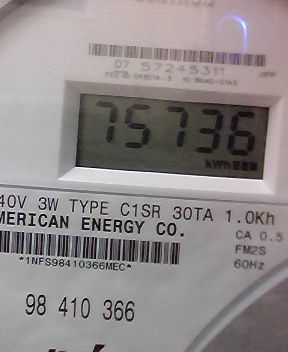 07 57245311
75736
kWh
40V 3W TYPE C1SR 30TA 1.0Kh
MERICAN ENERGY CO.
CA 0.5
FM2S
60Hz
*1NFS98410366MEC*
98 410 366